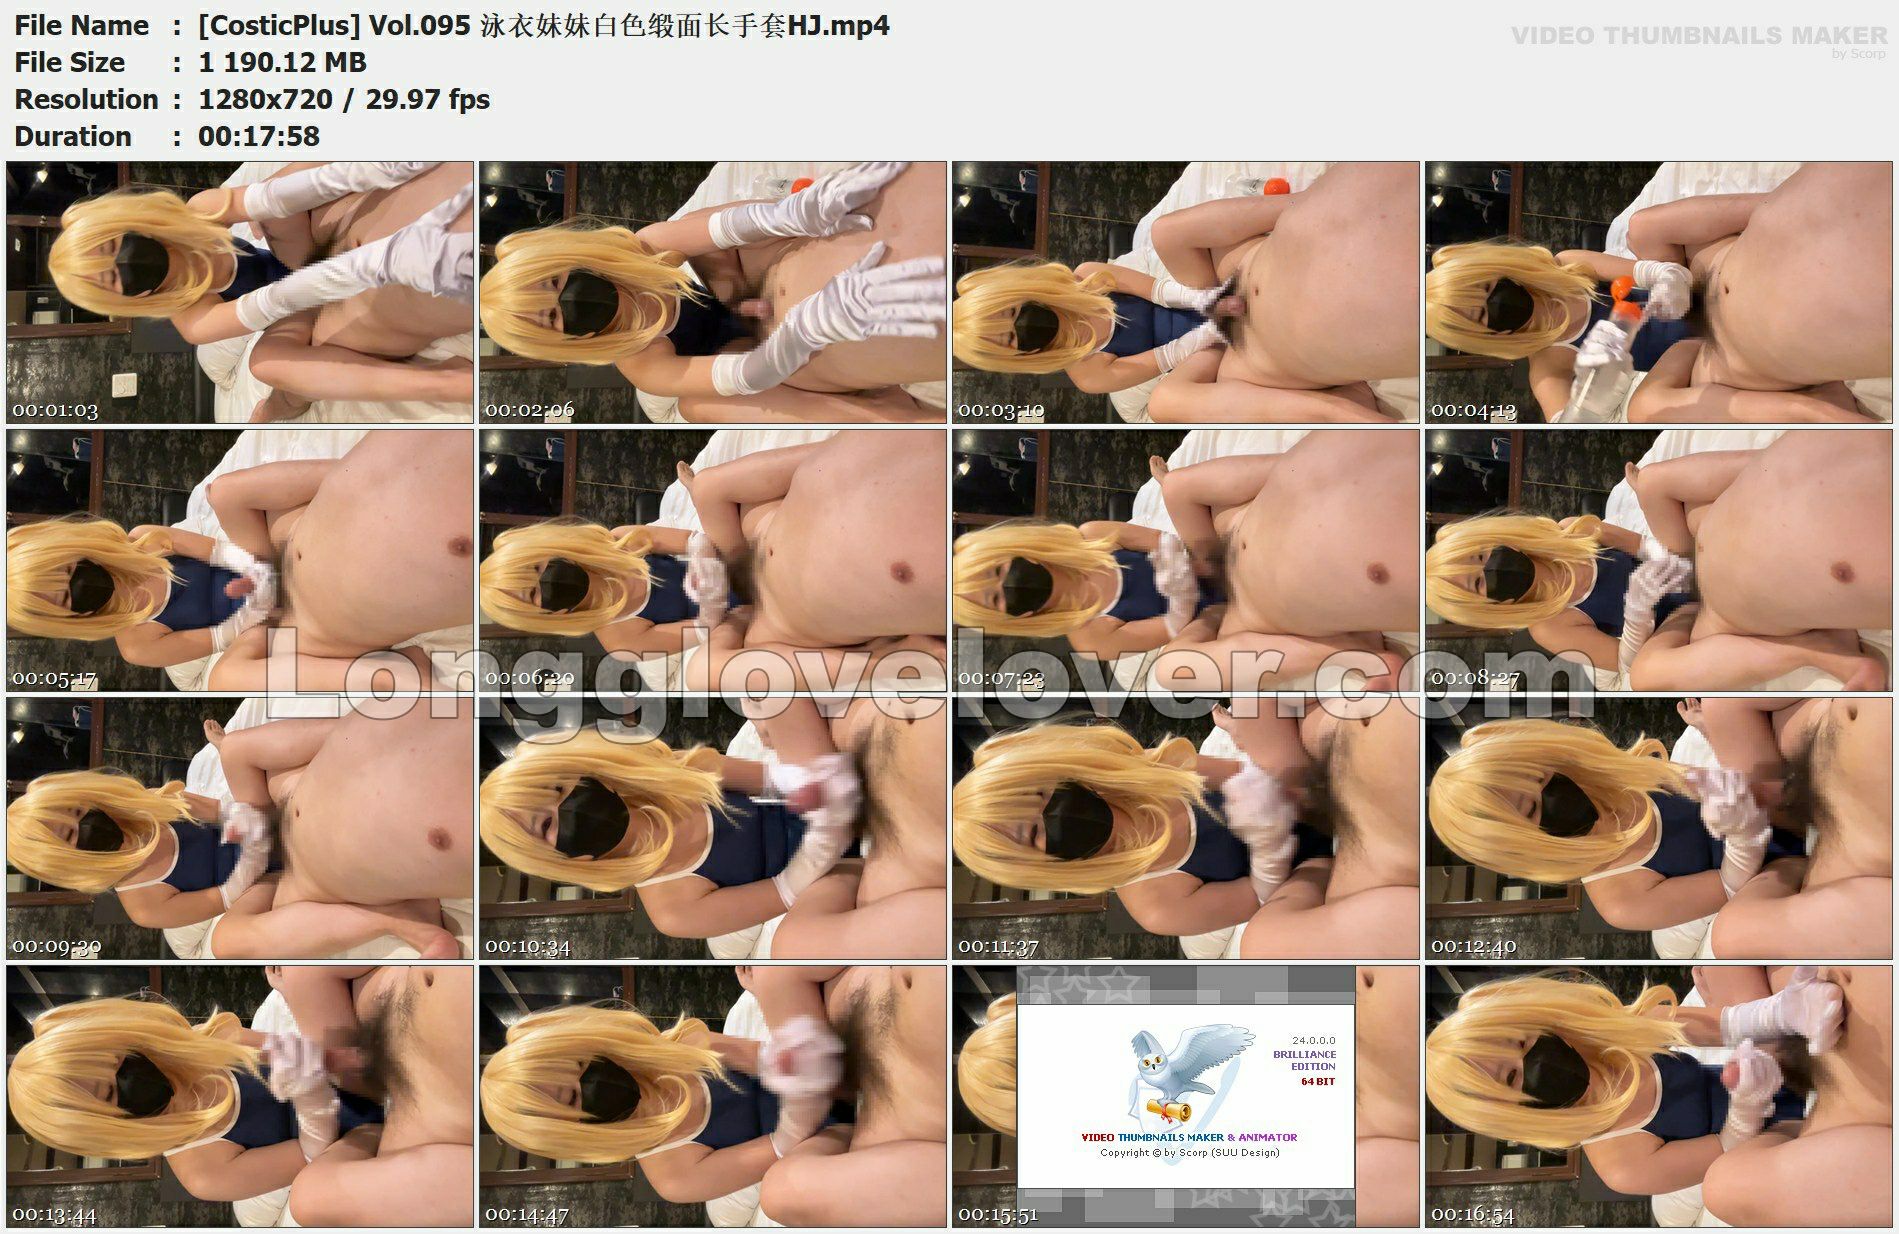 File Name : [CosticPlus] Vol.095 泳衣妹妹白色缎面长手套HJ.mp4
VIDEO THUMBNAILS MAKER
by Scorp
File Size : 1 190.12 MB
Resolution : 1280x720 / 29.97 fps
Duration : 00:17:58
00:01:03
00:02:06
00:03:10
00:04:13
00:05:17
00:06:20
00:07:23
00:08:27
Longglovelover.com
00:09:30
00:10:34
00:11:37
00:12:40
24.0.0.0
BRILLIANCE
EDITION
64 BIT
VIDEO THUMBNAILS MAKER & ANIMATOR
Copyright © by Scorp (SUU Design)
00:13:44
00:14:47
00:15:51
00:16:54